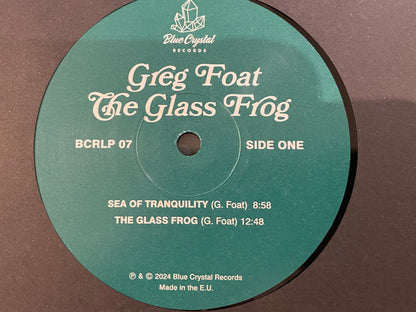 Blue Crystal
RECORDS
Greg Foat
The Glass Frog
BCRLP 07 SIDE ONE
SEA OF TRANQUILITY (G. Foat) 8:58
THE GLASS FROG (G. Foat) 12:48
℗ & © 2024 Blue Crystal Records
Made in the E.U.